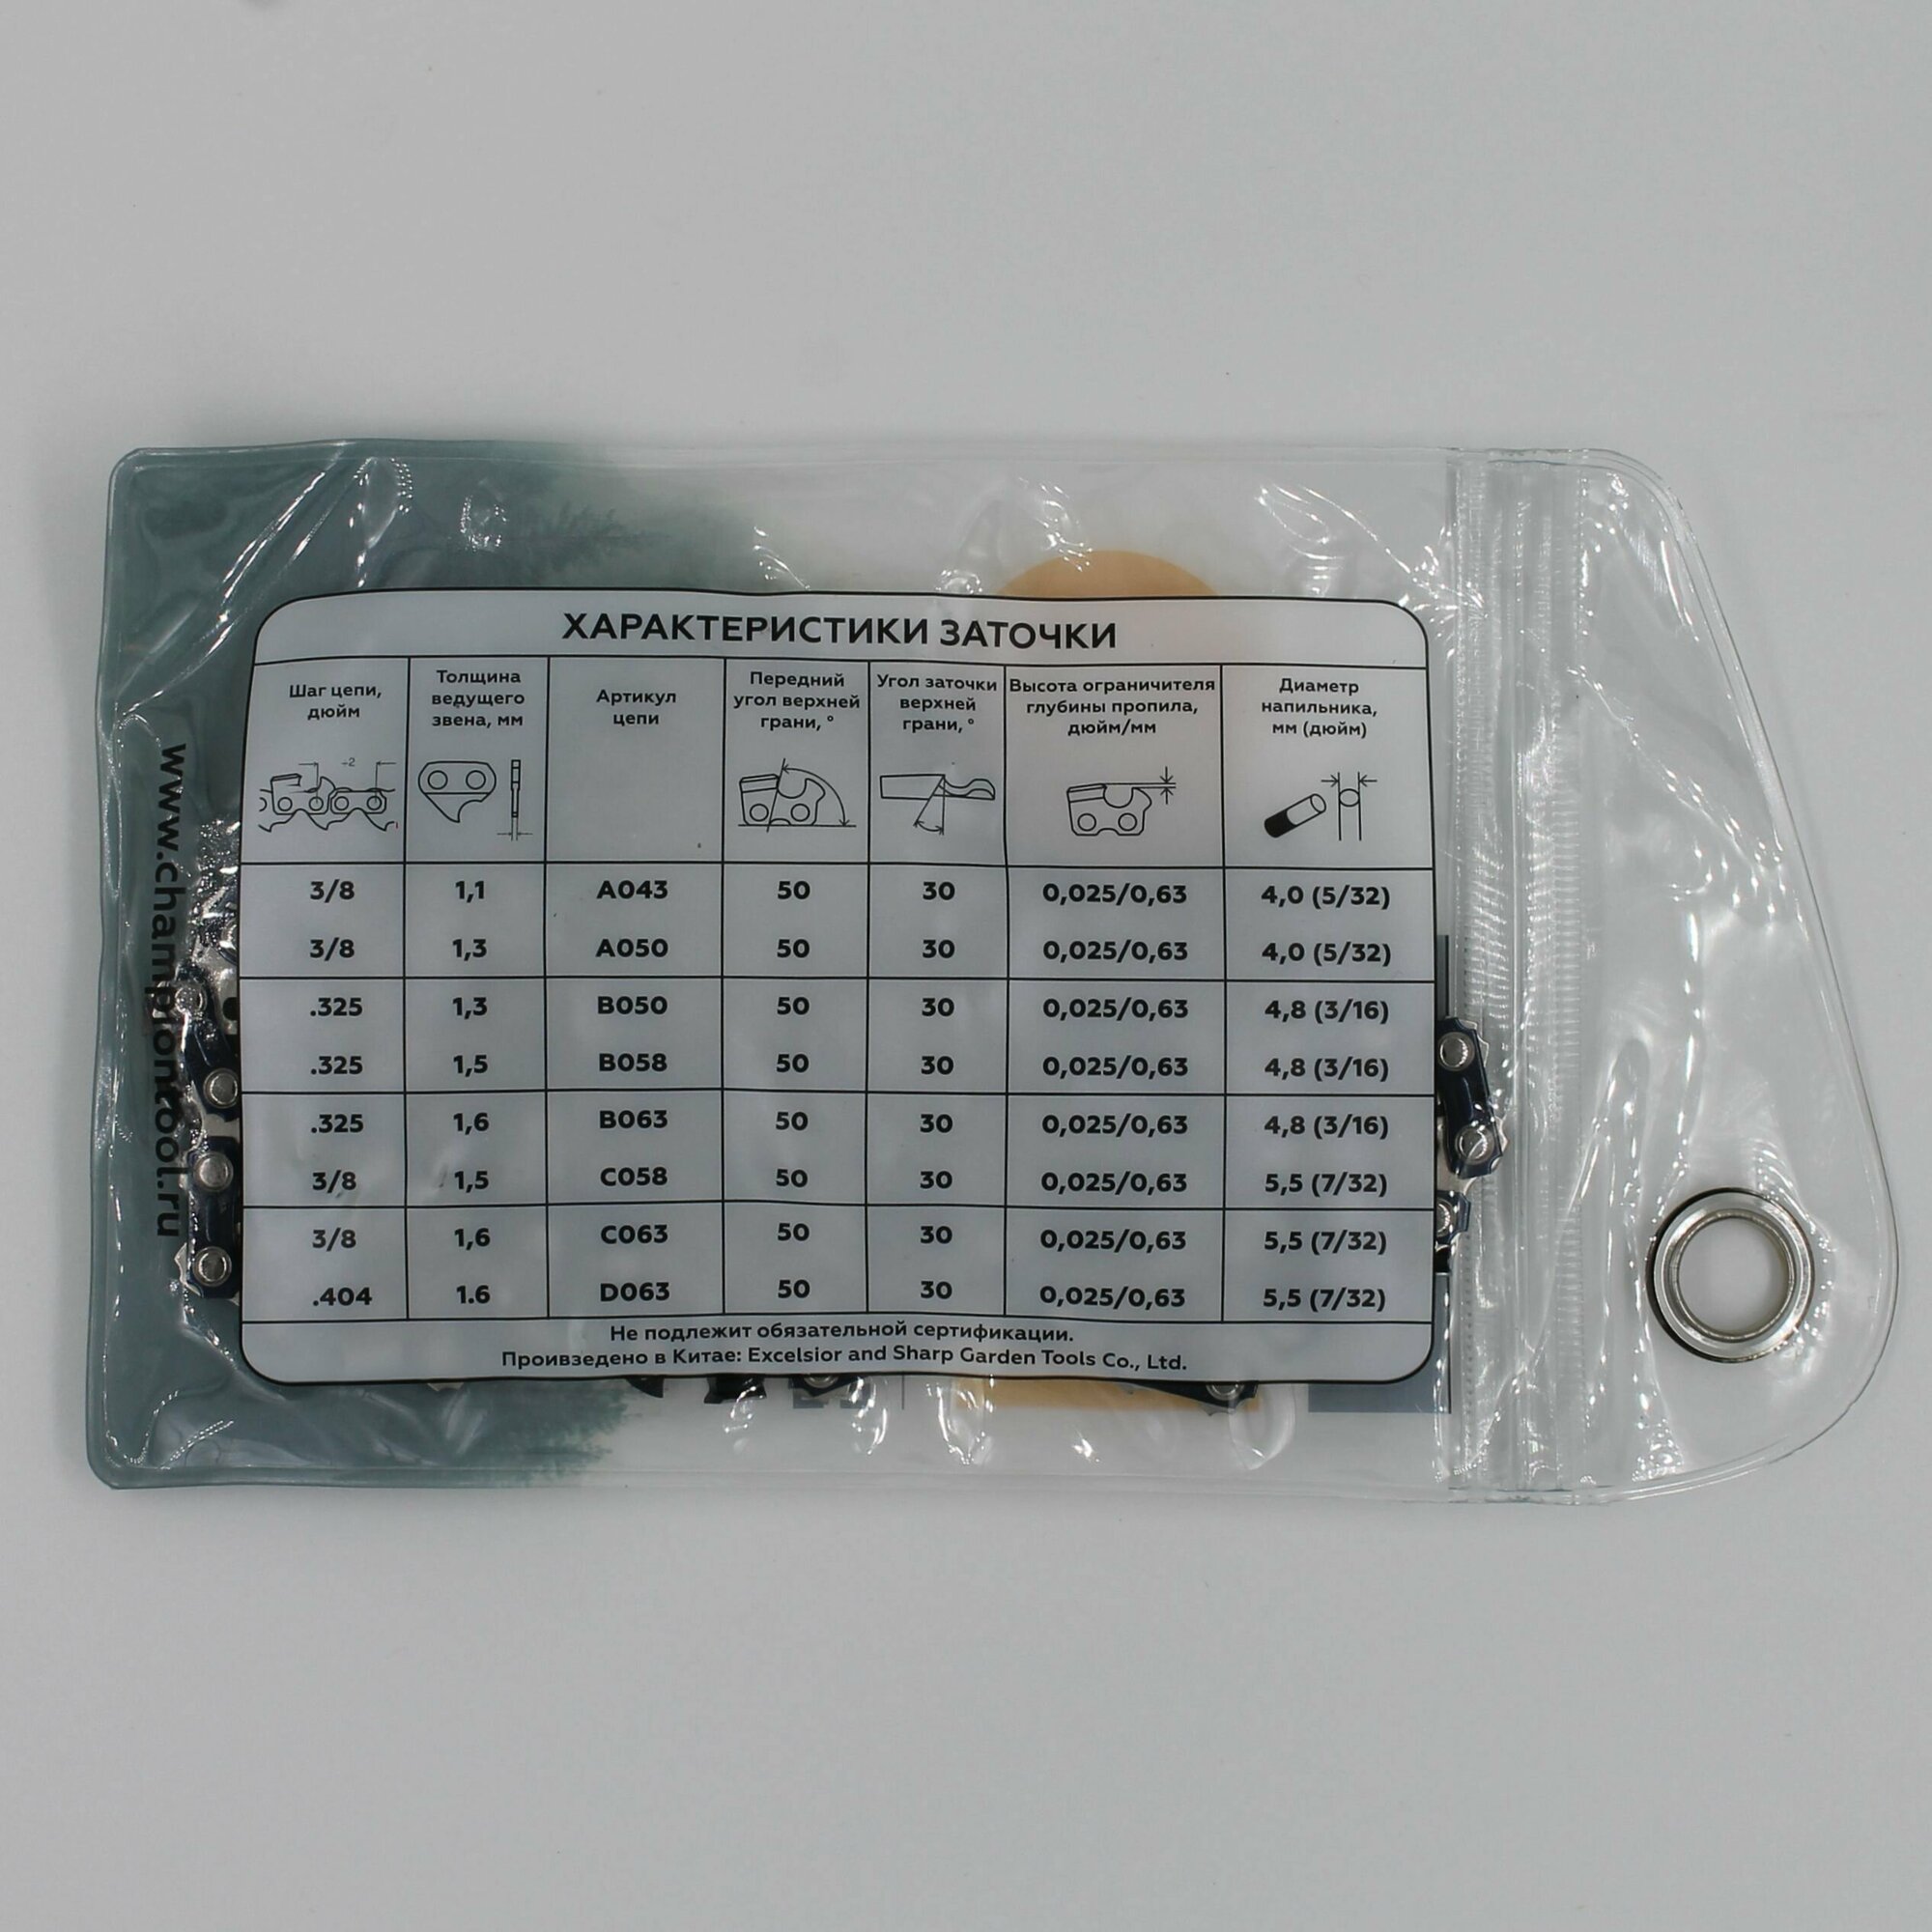 ХАРАКТЕРИСТИКИ ЗАТОЧКИ
Шаг цепи,
дюйм
Толщина
ведущего
звена, мм
Артикул
цепи
Передний
угол верхней
грани, °
Угол заточки
верхней
грани, °
Высота ограничителя
глубины пропила,
дюйм/мм
Диаметр
напильника,
мм (дюйм)
÷2
3/8 1,1 A043 50 30 0,025/0,63 4,0 (5/32)
3/8 1,3 A050 50 30 0,025/0,63 4,0 (5/32)
.325 1,3 B050 50 30 0,025/0,63 4,8 (3/16)
.325 1,5 B058 50 30 0,025/0,63 4,8 (3/16)
.325 1,6 B063 50 30 0,025/0,63 4,8 (3/16)
3/8 1,5 C058 50 30 0,025/0,63 5,5 (7/32)
3/8 1,6 C063 50 30 0,025/0,63 5,5 (7/32)
.404 1.6 D063 50 30 0,025/0,63 5,5 (7/32)
Не подлежит обязательной сертификации.
Проивзедено в Китае: Excelsior and Sharp Garden Tools Co., Ltd.
www.championtool.ru